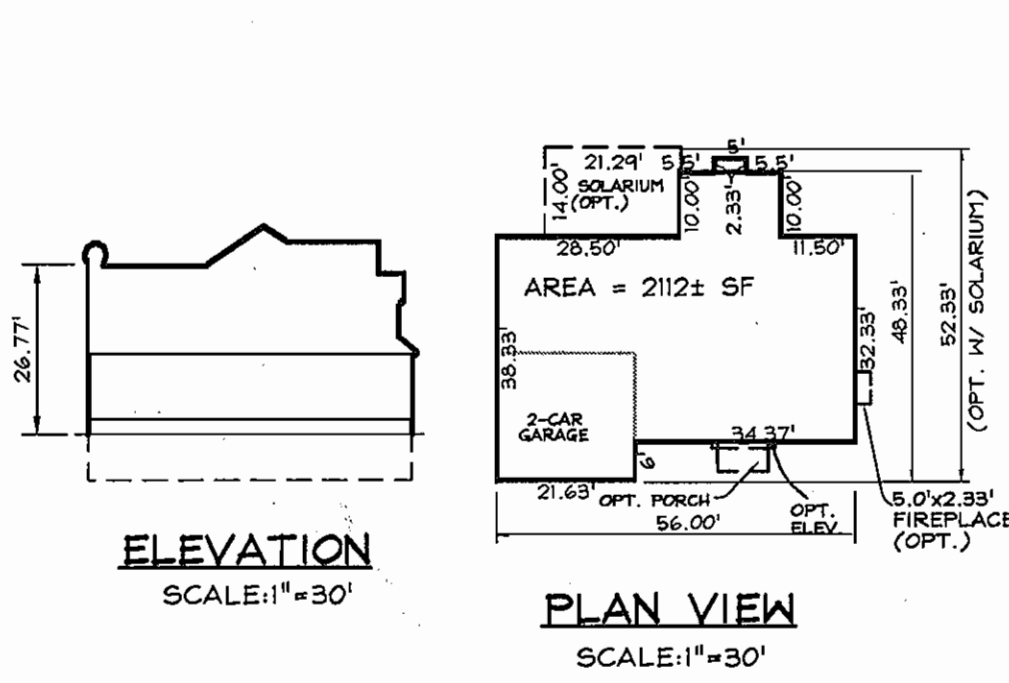 26.77'
ELEVATION
SCALE:1"=30'
5'
21.29'
5.5'
5.5'
14.00'
SOLARIUM
(OPT.)
10.00'
2.33'
10.00'
28.50'
11.50'
AREA = 2112± SF
38.33'
32.33'
48.33'
52.33'
(OPT. W/ SOLARIUM)
2-CAR
GARAGE
34.37'
6'
21.63'
OPT. PORCH
OPT.
ELEV.
56.00'
5.0'x2.33'
FIREPLACE
(OPT.)
PLAN VIEW
SCALE:1"=30'